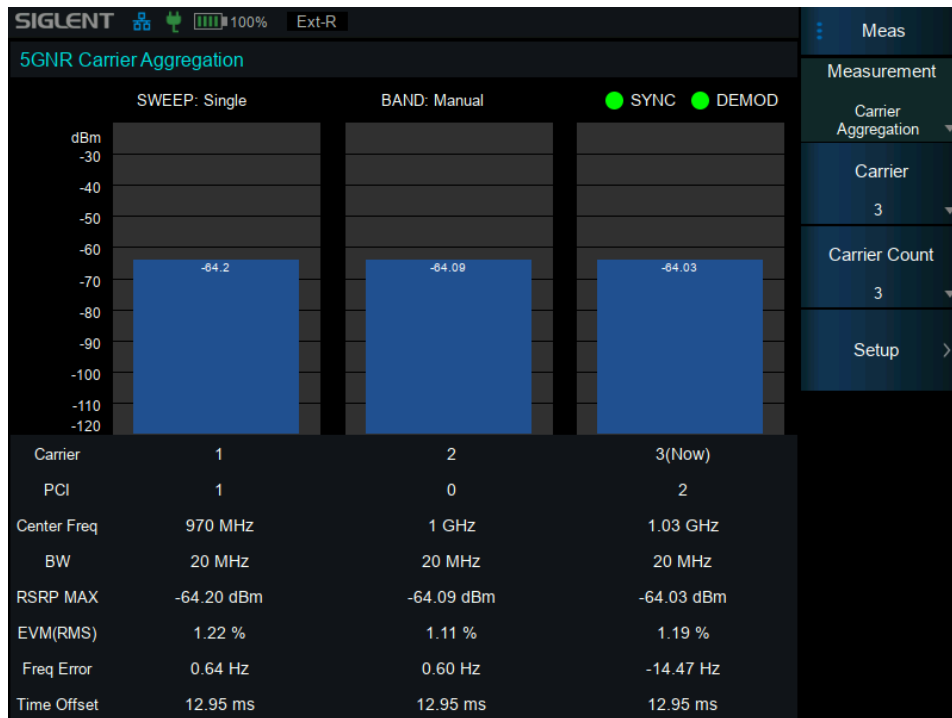 SIGLENT 100% Ext-R
Meas
5GNR Carrier Aggregation
Measurement
Carrier
Aggregation
SWEEP: Single BAND: Manual SYNC DEMOD
Carrier
3
Carrier Count
3
Setup
dBm
-30
-40
-50
-60
-70
-80
-90
-100
-110
-120
-64.2 -64.09 -64.03
Carrier 1 2 3(Now)
PCI 1 0 2
Center Freq 970 MHz 1 GHz 1.03 GHz
BW 20 MHz 20 MHz 20 MHz
RSRP MAX -64.20 dBm -64.09 dBm -64.03 dBm
EVM(RMS) 1.22 % 1.11 % 1.19 %
Freq Error 0.64 Hz 0.60 Hz -14.47 Hz
Time Offset 12.95 ms 12.95 ms 12.95 ms